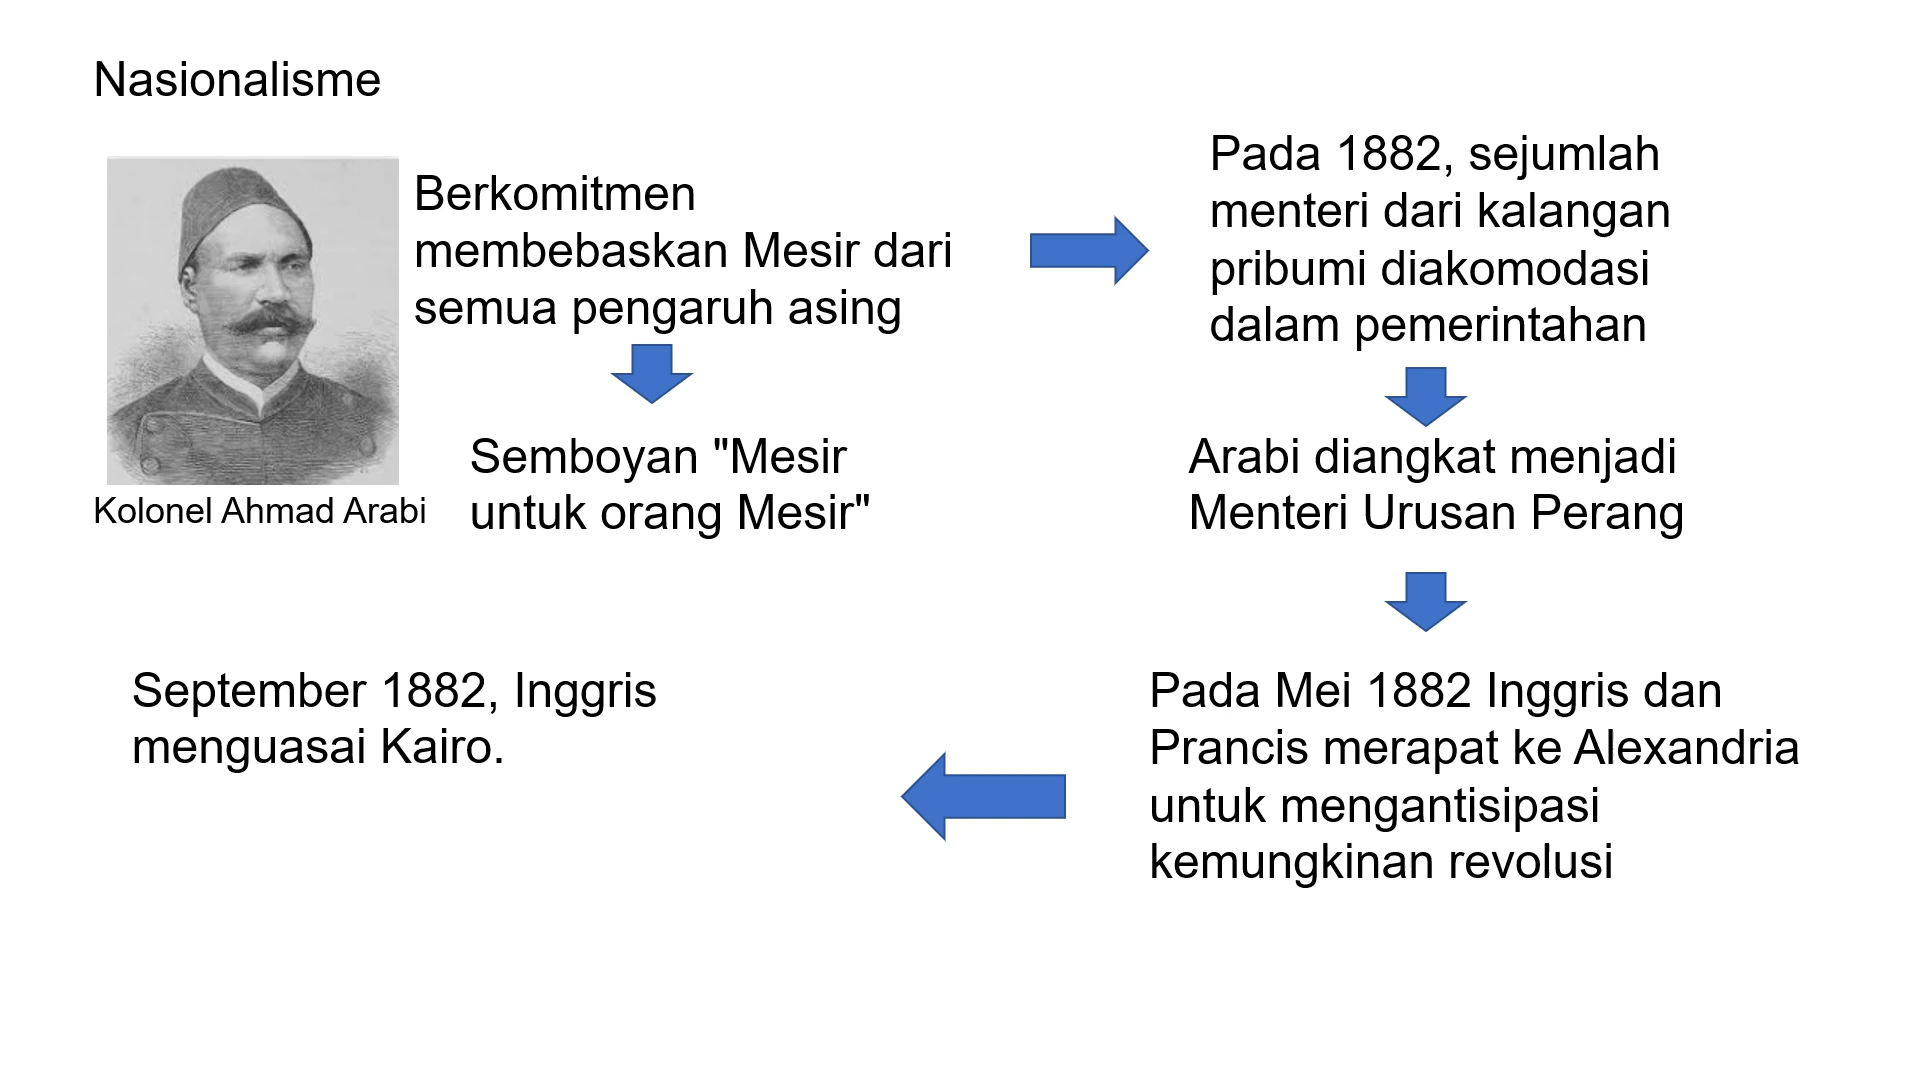 Nasionalisme
Berkomitmen
membebaskan Mesir dari
semua pengaruh asing
Semboyan "Mesir
untuk orang Mesir"
Kolonel Ahmad Arabi
Pada 1882, sejumlah
menteri dari kalangan
pribumi diakomodasi
dalam pemerintahan
Arabi diangkat menjadi
Menteri Urusan Perang
Pada Mei 1882 Inggris dan
Prancis merapat ke Alexandria
untuk mengantisipasi
kemungkinan revolusi
September 1882, Inggris
menguasai Kairo.